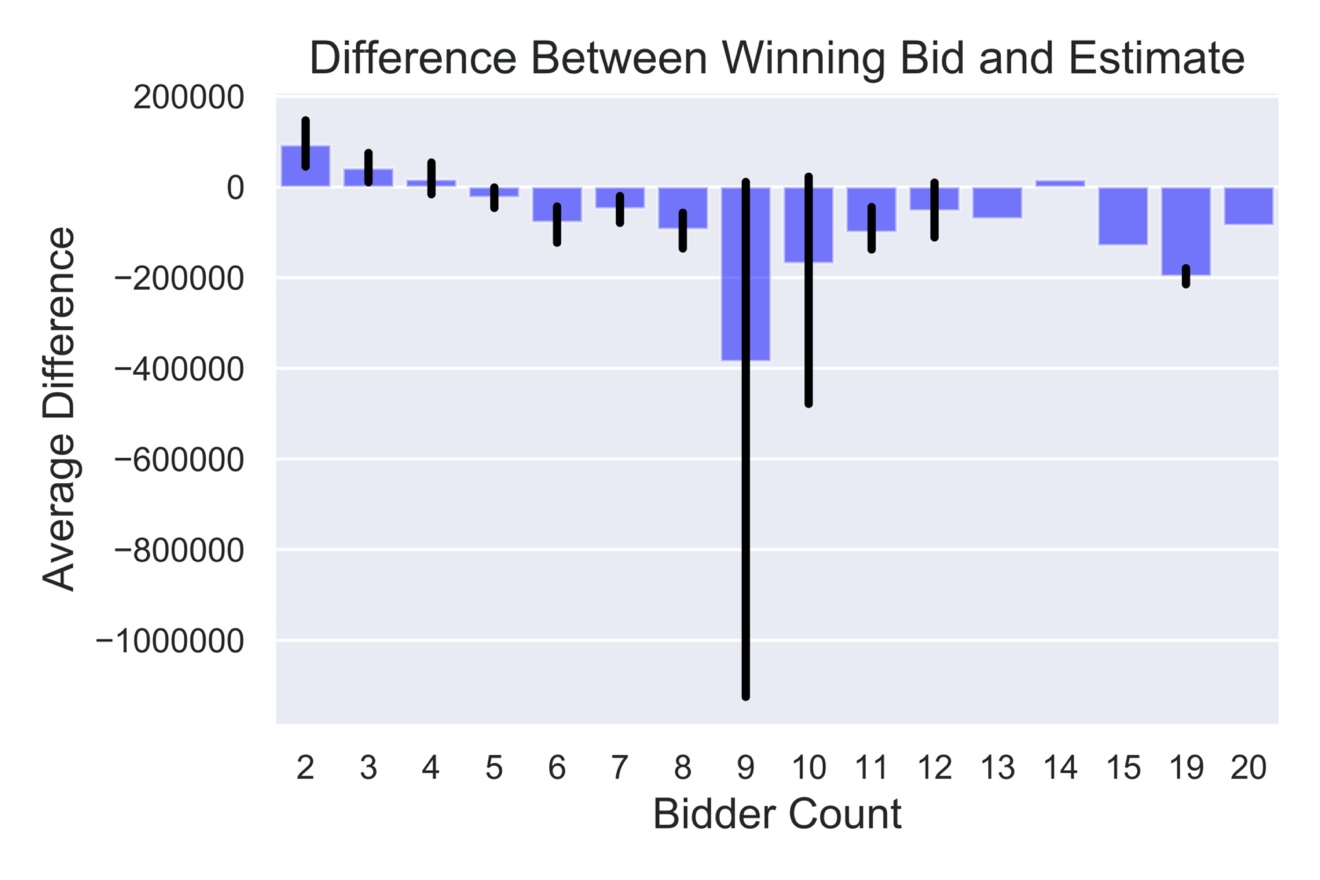 Difference Between Winning Bid and Estimate
200000
0
−200000
−400000
−600000
−800000
−1000000
Average Difference
2 3 4 5 6 7 8 9 10 11 12 13 14 15 19 20
Bidder Count